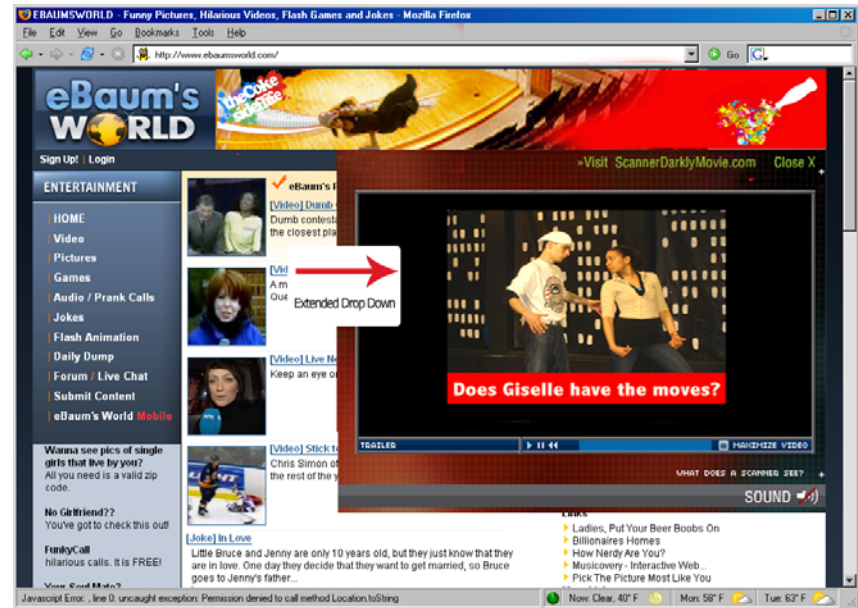 EBAUMSWORLD - Funny Pictures, Hilarious Videos, Flash Games and Jokes - Mozilla Firefox
File Edit View Go Bookmarks Tools Help
http://www.ebaumsworld.com/
Go
G
eBaum's
WORLD
the Coke
side of life
Sign Up! | Login
»Visit ScannerDarklyMovie.com Close X
ENTERTAINMENT
| HOME
| Video
| Pictures
| Games
| Audio / Prank Calls
| Jokes
| Flash Animation
| Daily Dump
| Forum / Live Chat
| Submit Content
| eBaum's World Mobile
Wanna see pics of single
girls that live by you?
All you need is a valid zip
code.
No Girlfriend??
You've got to check this out!
FunkyCall
hilarious calls. It is FREE!
Your Soul Mate?
eBaum's
[Video] Dumb
Dumb contesta
the closest pla
[Vid
A m
Que
[Video] Live Ne
Keep an eye o
[Video] Stick t
Chris Simon of
the rest of the y
[Joke] In Love
Little Bruce and Jenny are only 10 years old, but they just know that they
are in love. One day they decide that they want to get married, so Bruce
goes to Jenny's father...
Extended Drop Down
Does Giselle have the moves?
TRAILER
MAXIMIZE VIDEO
WHAT DOES A SCANNER SEE?
SOUND
Links
Ladies, Put Your Beer Boobs On
Billionaires Homes
How Nerdy Are You?
Musicovery - Interactive Web...
Pick The Picture Most Like You
Javascript Error: , line 0: uncaught exception: Permission denied to call method Location.toString
Now: Clear, 40° F Mon: 58° F Tue: 63° F